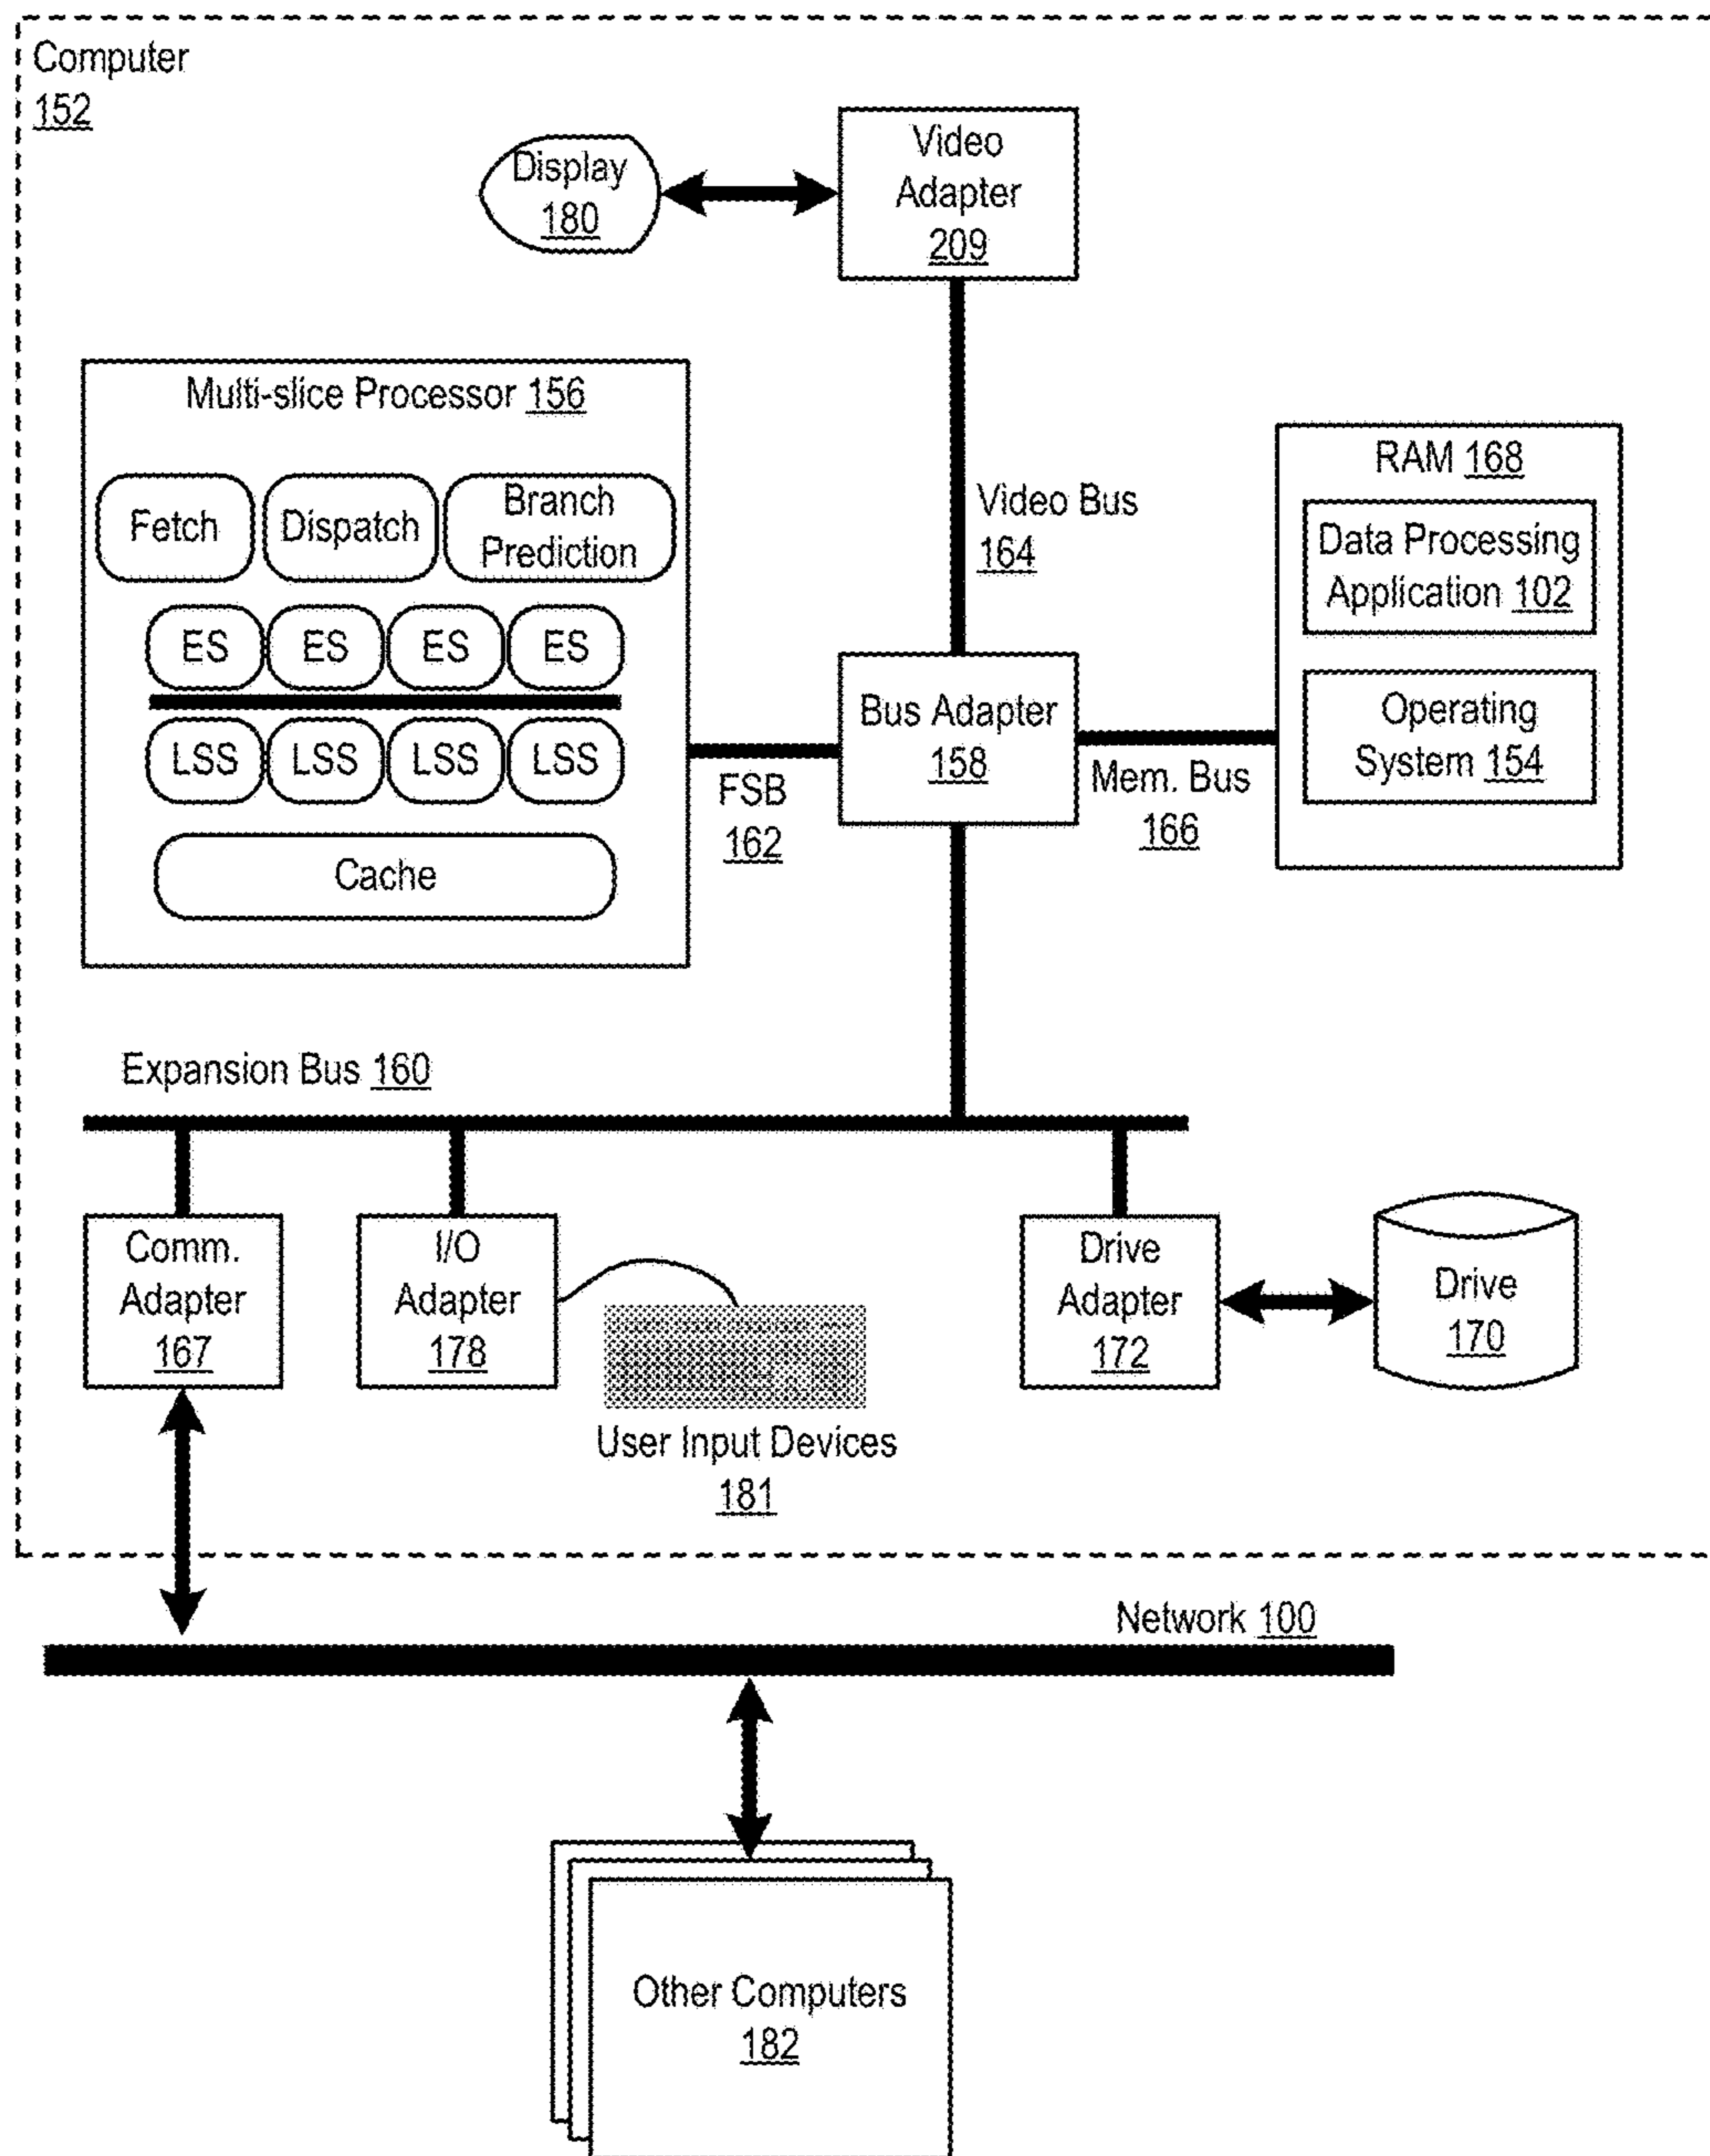 Computer
152
Display
180
Video
Adapter
209
Multi-slice Processor 156
Fetch
Dispatch
Branch
Prediction
ES
ES
ES
ES
LSS
LSS
LSS
LSS
Cache
Video Bus
164
RAM 168
Data Processing
Application 102
Operating
System 154
Bus Adapter
158
FSB
162
Mem. Bus
166
Expansion Bus 160
Comm.
Adapter
167
I/O
Adapter
178
User Input Devices
181
Drive
Adapter
172
Drive
170
Network 100
Other Computers
182